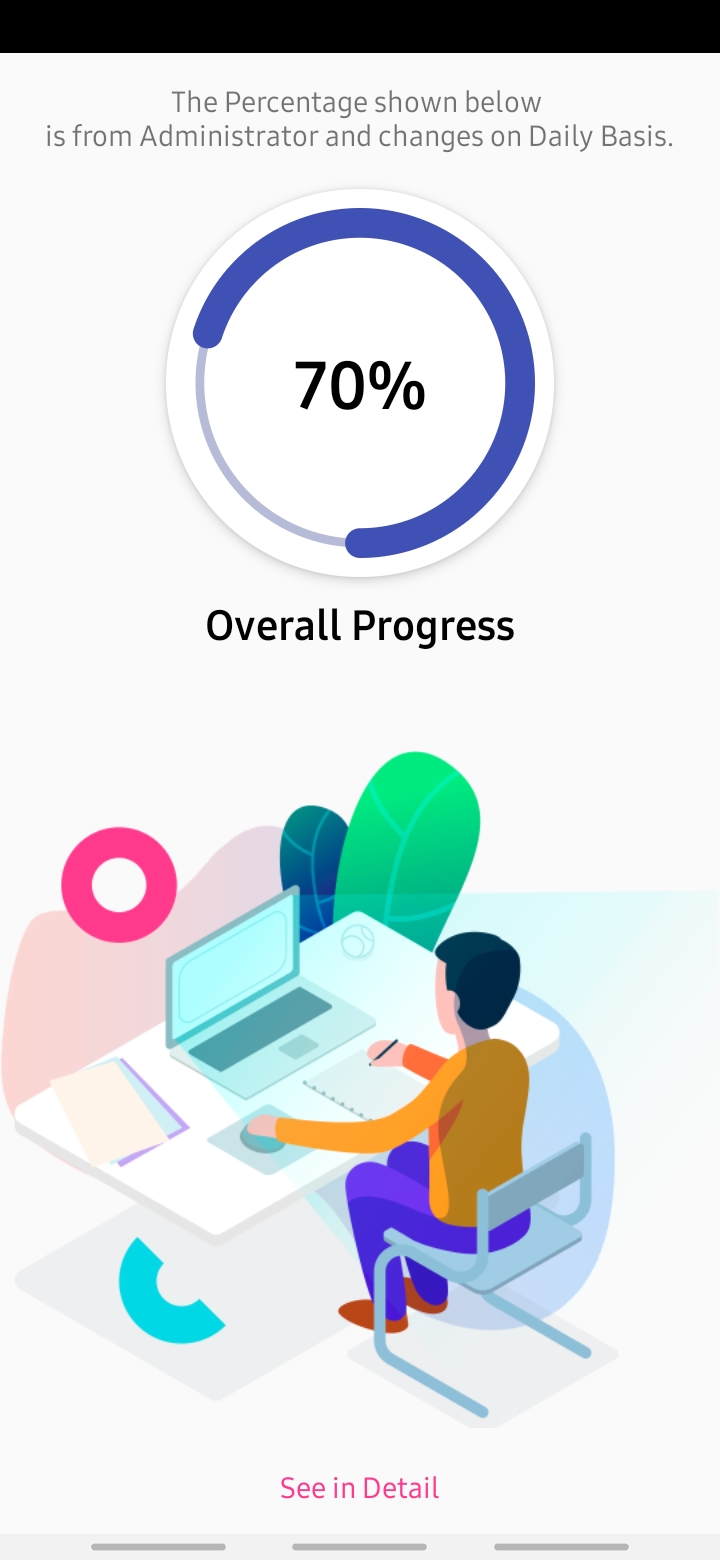 The Percentage shown below
is from Administrator and changes on Daily Basis.
70%
Overall Progress
See in Detail